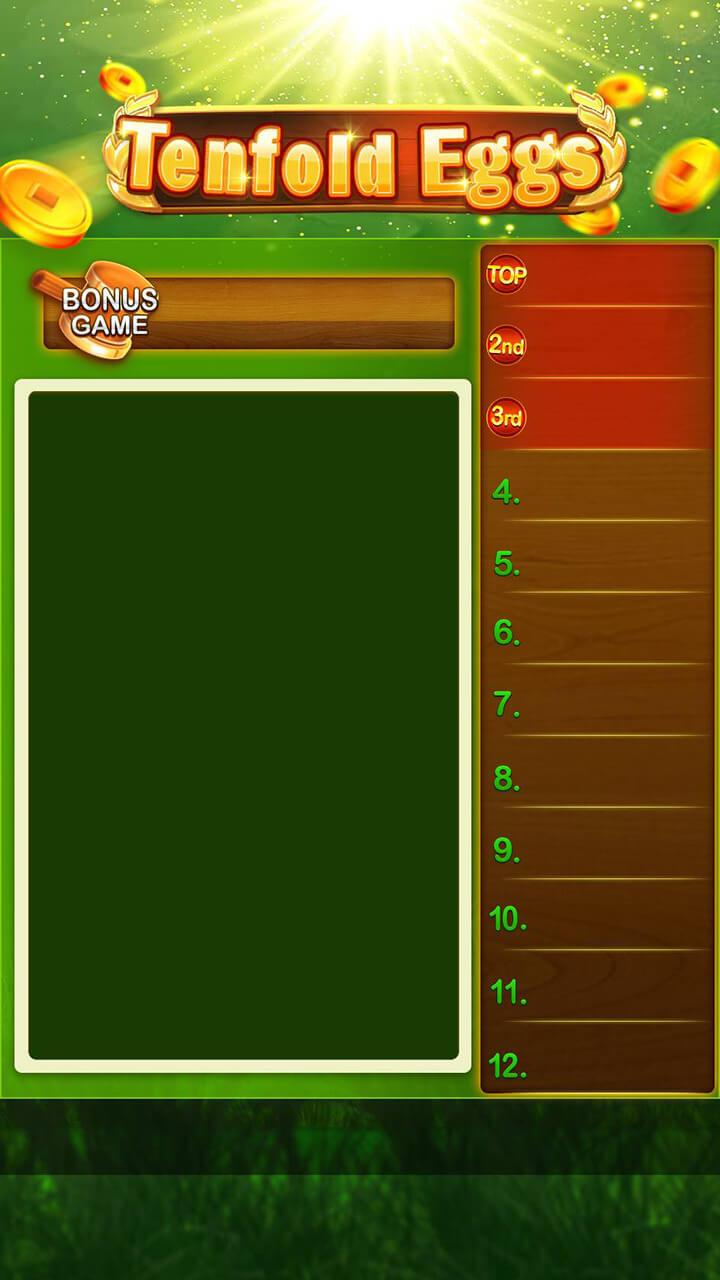 Tenfold Eggs
BONUS
GAME
TOP
2nd
3rd
4.
5.
6.
7.
8.
9.
10.
11.
12.